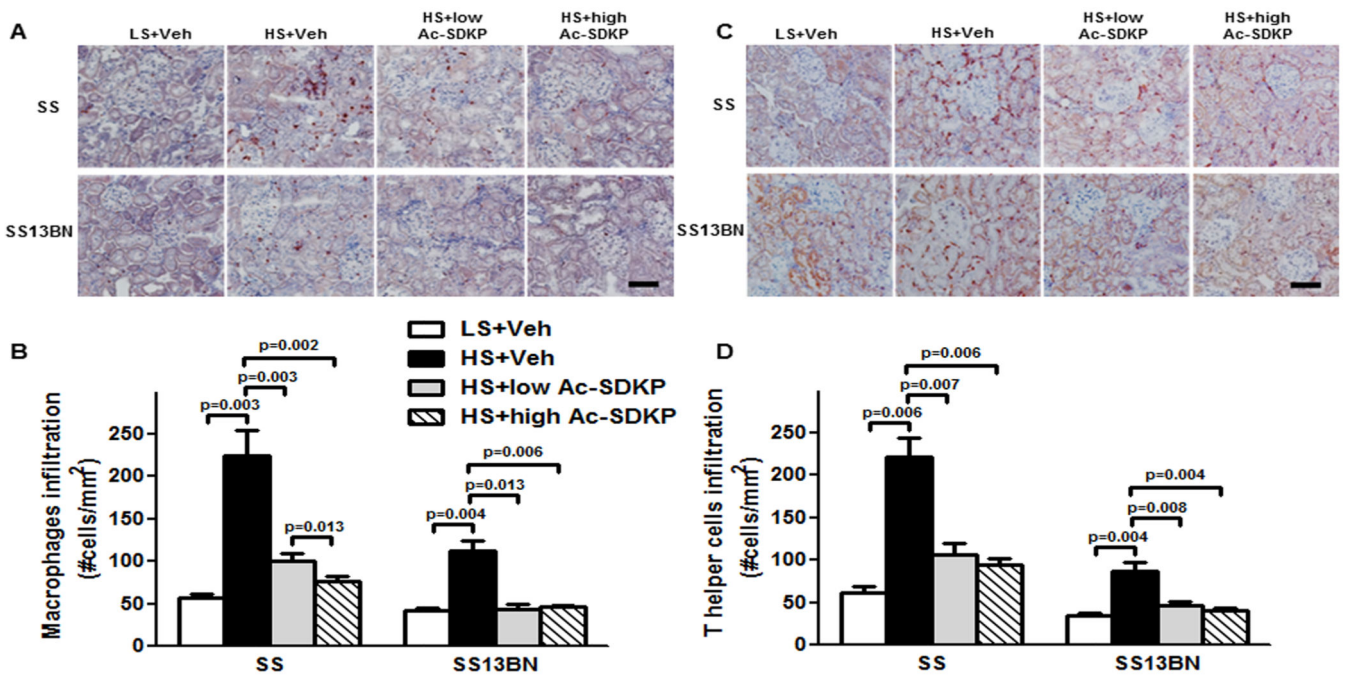 A
LS+Veh
HS+Veh
HS+low
Ac-SDKP
HS+high
Ac-SDKP
SS
SS13BN
C
LS+Veh
HS+Veh
HS+low
Ac-SDKP
HS+high
Ac-SDKP
SS
SS13BN
B
LS+Veh
HS+Veh
HS+low Ac-SDKP
HS+high Ac-SDKP
Macrophages infiltration
(#cells/mm²)
250
200
150
100
50
0
p=0.002
p=0.003
p=0.003
p=0.013
p=0.006
p=0.013
p=0.004
SS
SS13BN
D
T helper cells infiltration
(#cells/mm²)
250
200
150
100
50
0
p=0.006
p=0.007
p=0.006
p=0.004
p=0.008
p=0.004
SS
SS13BN